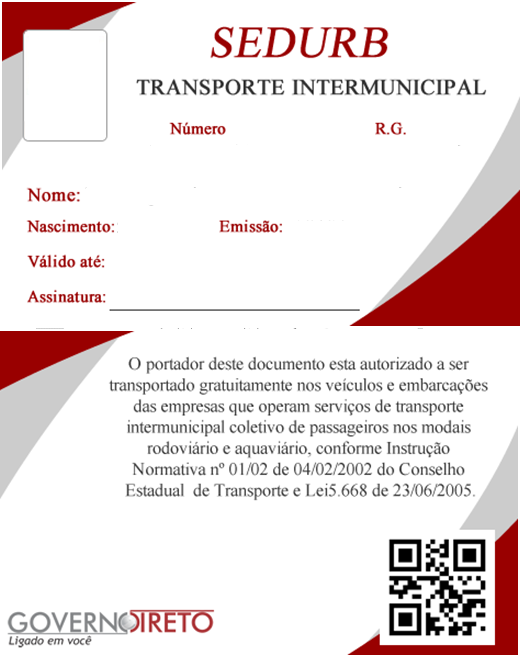 SEDURB
TRANSPORTE INTERMUNICIPAL
Número R.G.
Nome:
Nascimento: Emissão:
Válido até:
Assinatura:
O portador deste documento esta autorizado a ser
transportado gratuitamente nos veículos e embarcações
das empresas que operam serviços de transporte
intermunicipal coletivo de passageiros nos modais
rodoviário e aquaviário, conforme Instrução
Normativa nº 01/02 de 04/02/2002 do Conselho
Estadual de Transporte e Lei5.668 de 23/06/2005.
GOVERNO
Ligado em você